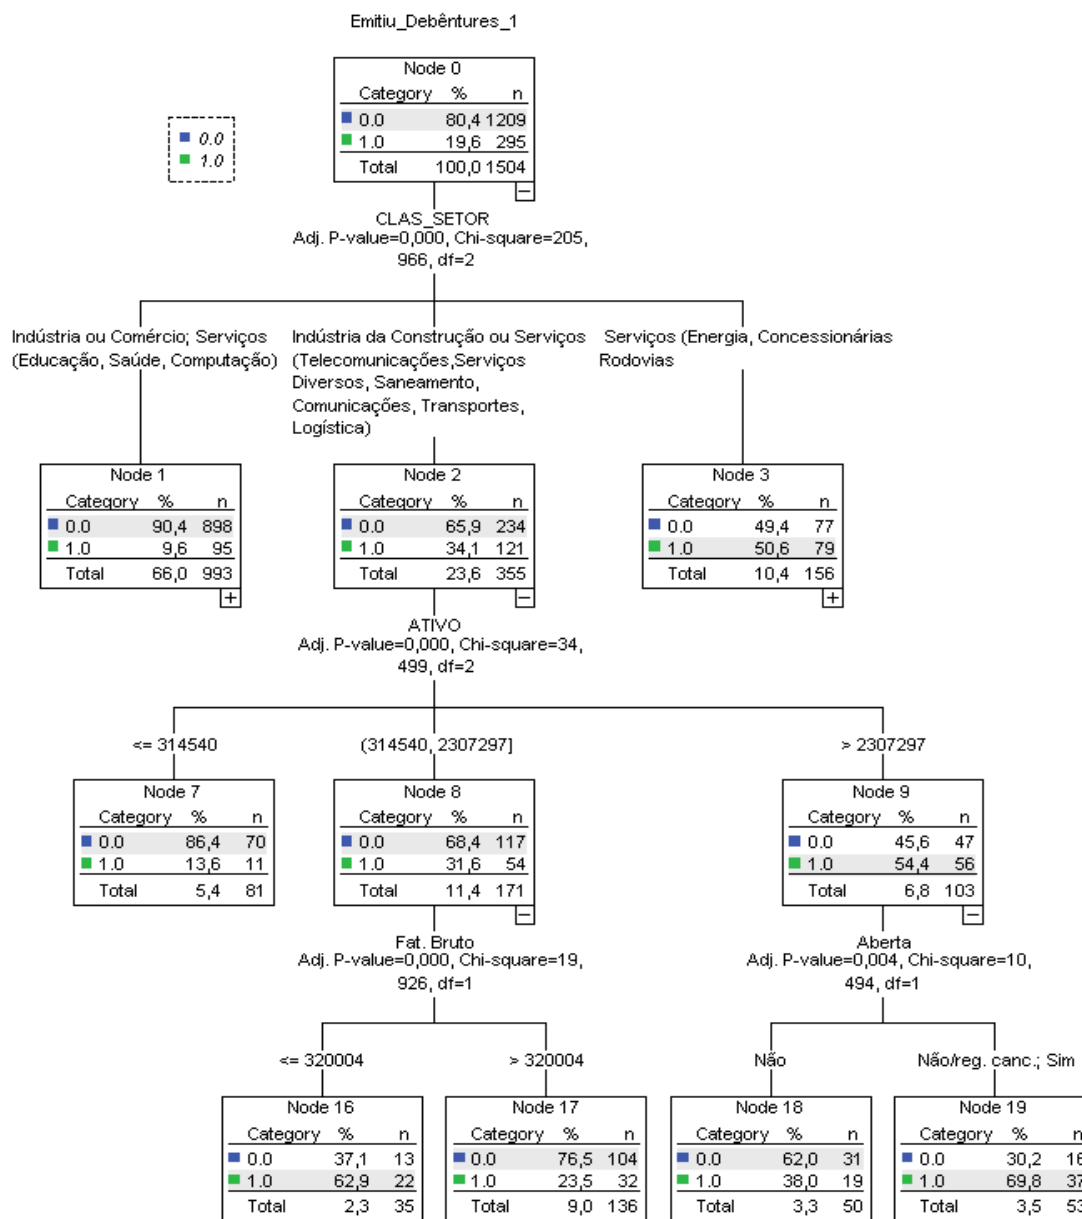 Emitiu_Debêntures_1
Node 0
Category % n
0.0 80,4 1209
1.0 19,6 295
Total 100,0 1504
0.0
1.0
CLAS_SETOR
Adj. P-value=0,000, Chi-square=205,
966, df=2
Indústria ou Comércio; Serviços
(Educação, Saúde, Computação)
Indústria da Construção ou Serviços
(Telecomunicações,Serviços
Diversos, Saneamento,
Comunicações, Transportes,
Logística)
Serviços (Energia, Concessionárias
Rodovias
Node 1
Category % n
0.0 90,4 898
1.0 9,6 95
Total 66,0 993
Node 2
Category % n
0.0 65,9 234
1.0 34,1 121
Total 23,6 355
Node 3
Category % n
0.0 49,4 77
1.0 50,6 79
Total 10,4 156
ATIVO
Adj. P-value=0,000, Chi-square=34,
499, df=2
<= 314540
(314540, 2307297]
> 2307297
Node 7
Category % n
0.0 86,4 70
1.0 13,6 11
Total 5,4 81
Node 8
Category % n
0.0 68,4 117
1.0 31,6 54
Total 11,4 171
Node 9
Category % n
0.0 45,6 47
1.0 54,4 56
Total 6,8 103
Fat. Bruto
Adj. P-value=0,000, Chi-square=19,
926, df=1
Aberta
Adj. P-value=0,004, Chi-square=10,
494, df=1
<= 320004
> 320004
Não
Não/reg. canc.; Sim
Node 16
Category % n
0.0 37,1 13
1.0 62,9 22
Total 2,3 35
Node 17
Category % n
0.0 76,5 104
1.0 23,5 32
Total 9,0 136
Node 18
Category % n
0.0 62,0 31
1.0 38,0 19
Total 3,3 50
Node 19
Category % n
0.0 30,2 16
1.0 69,8 37
Total 3,5 53